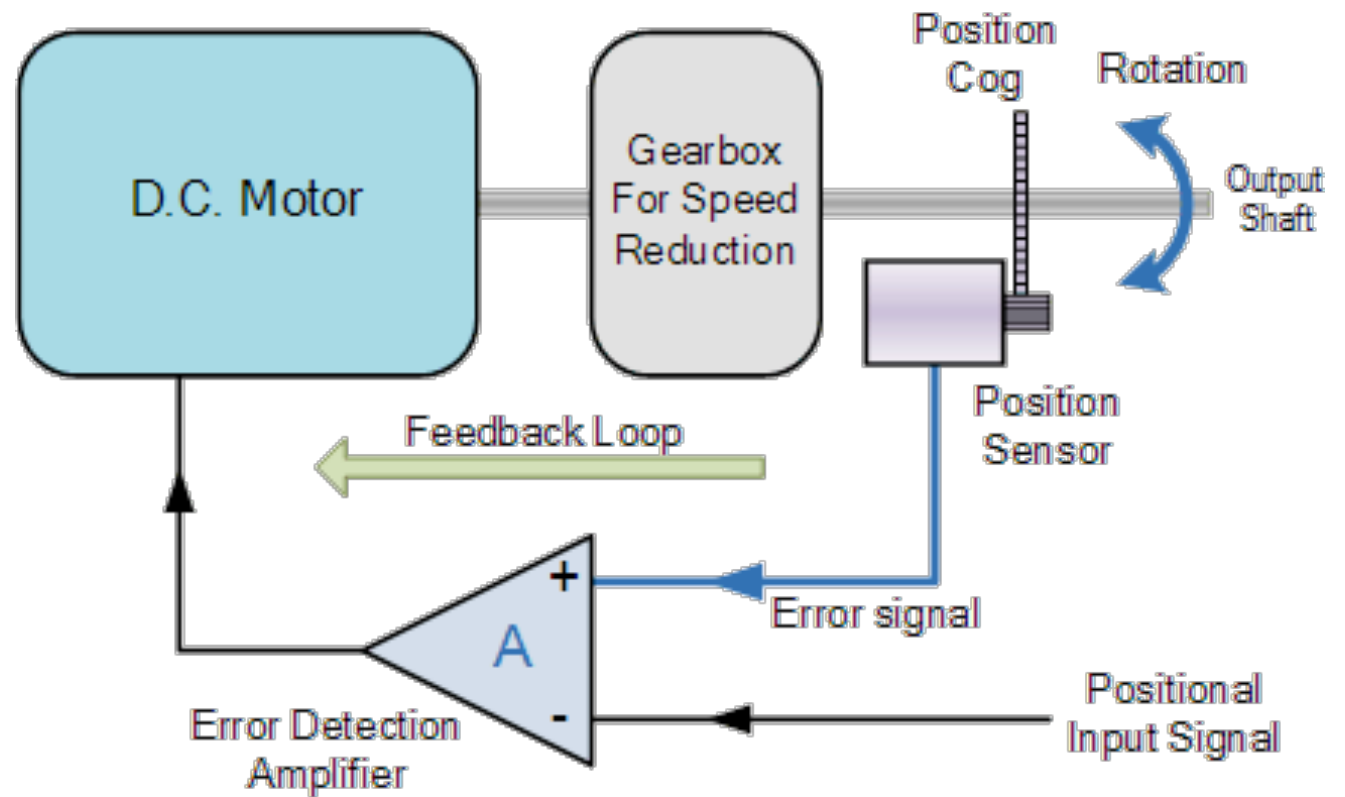 Position
Cog
Rotation
Gearbox
For Speed
Reduction
D.C. Motor
Output
Shaft
Position
Sensor
Feedback Loop
+
Error signal
A
-
Positional
Input Signal
Error Detection
Amplifier